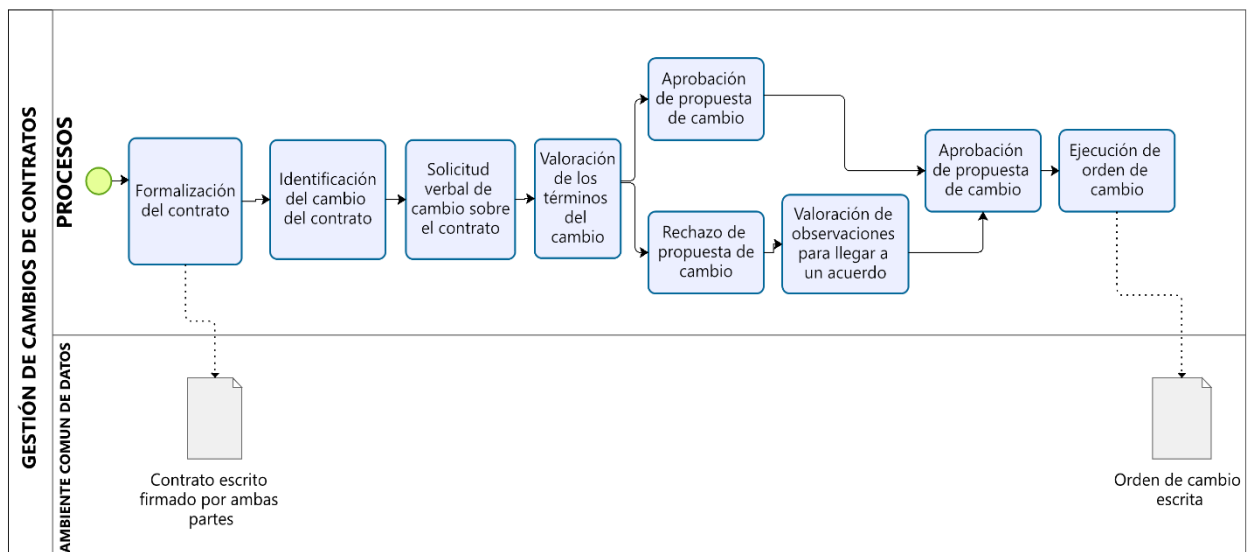 GESTIÓN DE CAMBIOS DE CONTRATOS
PROCESOS
Formalización
del contrato
Identificación
del cambio
del contrato
Solicitud
verbal de
cambio sobre
el contrato
Valoración
de los
términos
del
cambio
Aprobación
de propuesta
de cambio
Rechazo de
propuesta de
cambio
Valoración de
observaciones
para llegar a
un acuerdo
Aprobación
de propuesta
de cambio
Ejecución de
orden de
cambio
AMBIENTE COMUN DE DATOS
Contrato escrito
firmado por ambas
partes
Orden de cambio
escrita